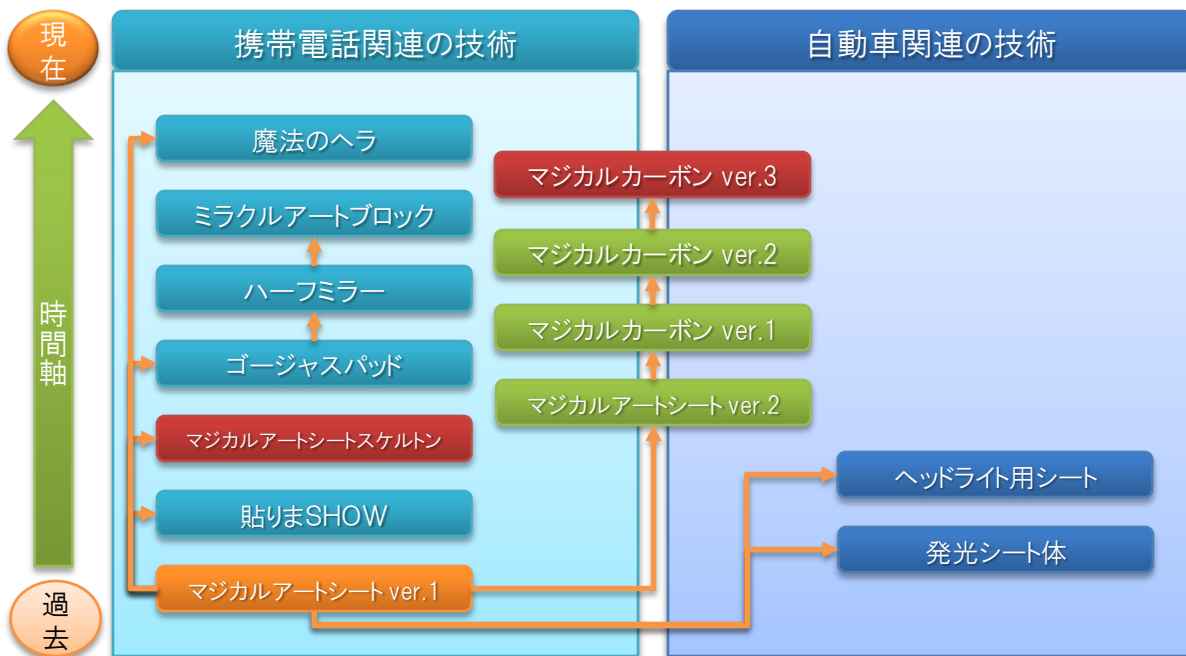 現在
携帯電話関連の技術
自動車関連の技術
魔法のヘラ
マジカルカーボン ver.3
ミラクルアートブロック
マジカルカーボン ver.2
ハーフミラー
マジカルカーボン ver.1
時間軸
ゴージャスパッド
マジカルアートシート ver.2
マジカルアートシートスケルトン
ヘッドライト用シート
貼りまSHOW
発光シート体
マジカルアートシート ver.1
過去